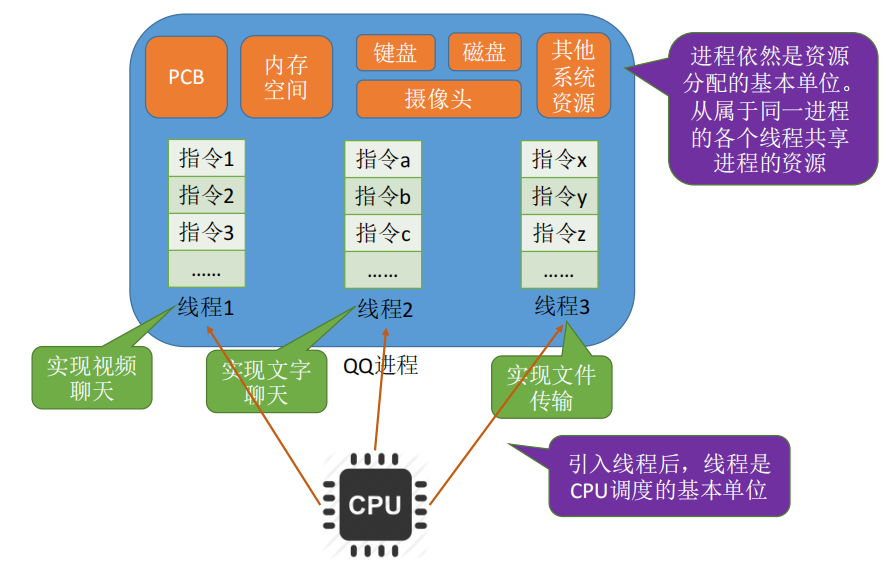 PCB
内存
空间
键盘
磁盘
摄像头
其他
系统
资源
进程依然是资源
分配的基本单位。
从属于同一进程
的各个线程共享
进程的资源
指令1
指令2
指令3
......
线程1
指令a
指令b
指令c
......
线程2
指令x
指令y
指令z
......
线程3
实现视频
聊天
实现文字
聊天
QQ进程
实现文件
传输
引入线程后，线程是
CPU调度的基本单位
CPU